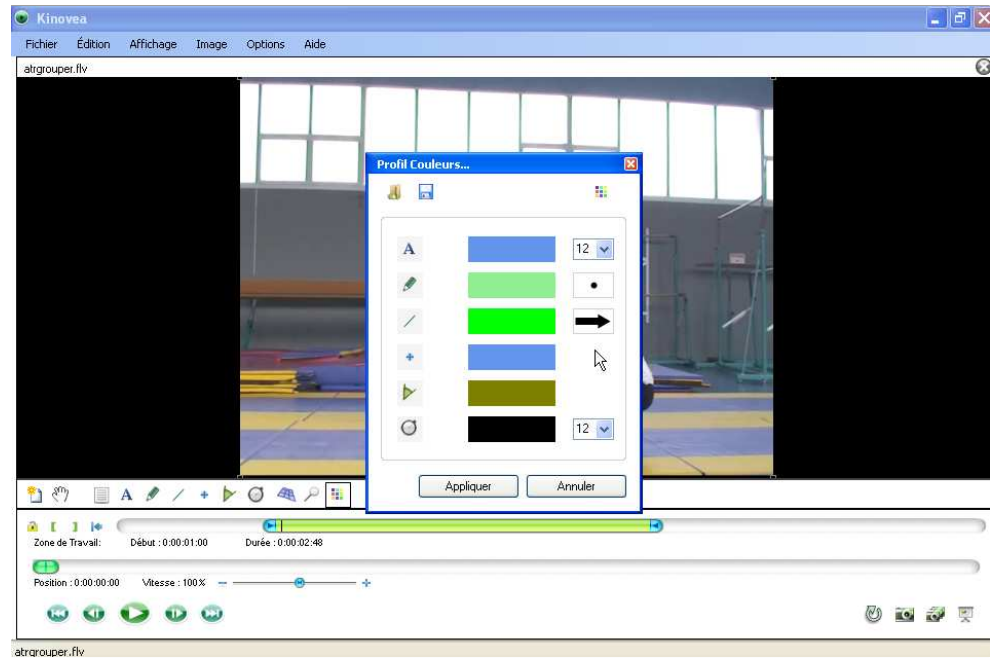 Kinovea
Fichier Édition Affichage Image Options Aide
atrgrouper.flv
Profil Couleurs...
A 12
12
Appliquer Annuler
A
Zone de Travail: Début : 0:00:01:00 Durée : 0:00:02:48
Position : 0:00:00:00 Vitesse : 100% 
atrgrouper.flv